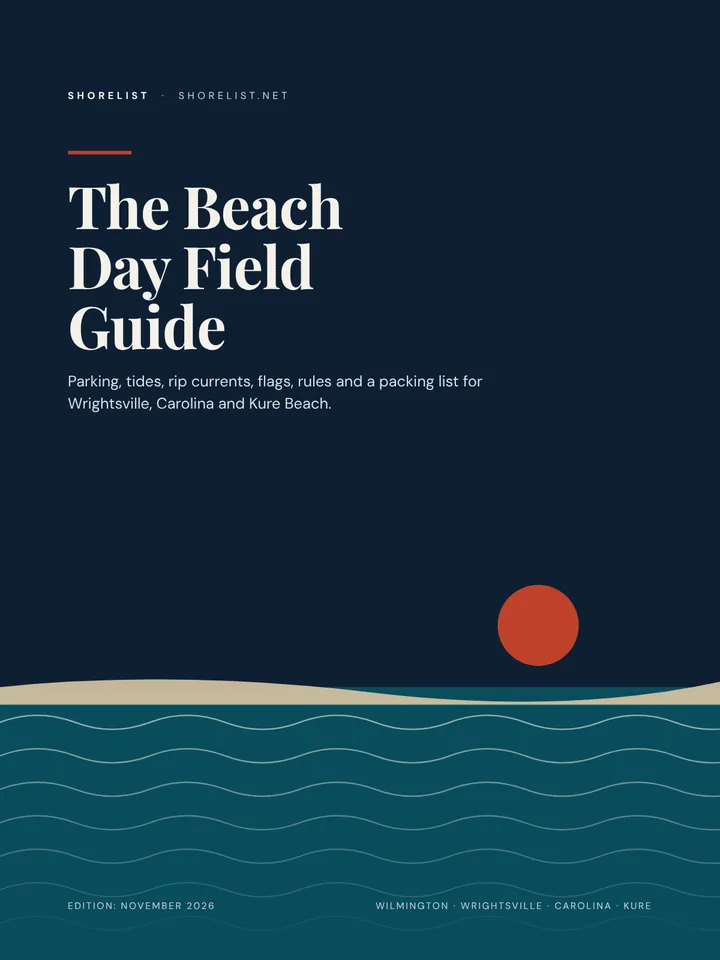 SHORELIST · SHORELIST.NET
The Beach
Day Field
Guide
Parking, tides, rip currents, flags, rules and a packing list for
Wrightsville, Carolina and Kure Beach.
EDITION: NOVEMBER 2026
WILMINGTON · WRIGHTSVILLE · CAROLINA · KURE